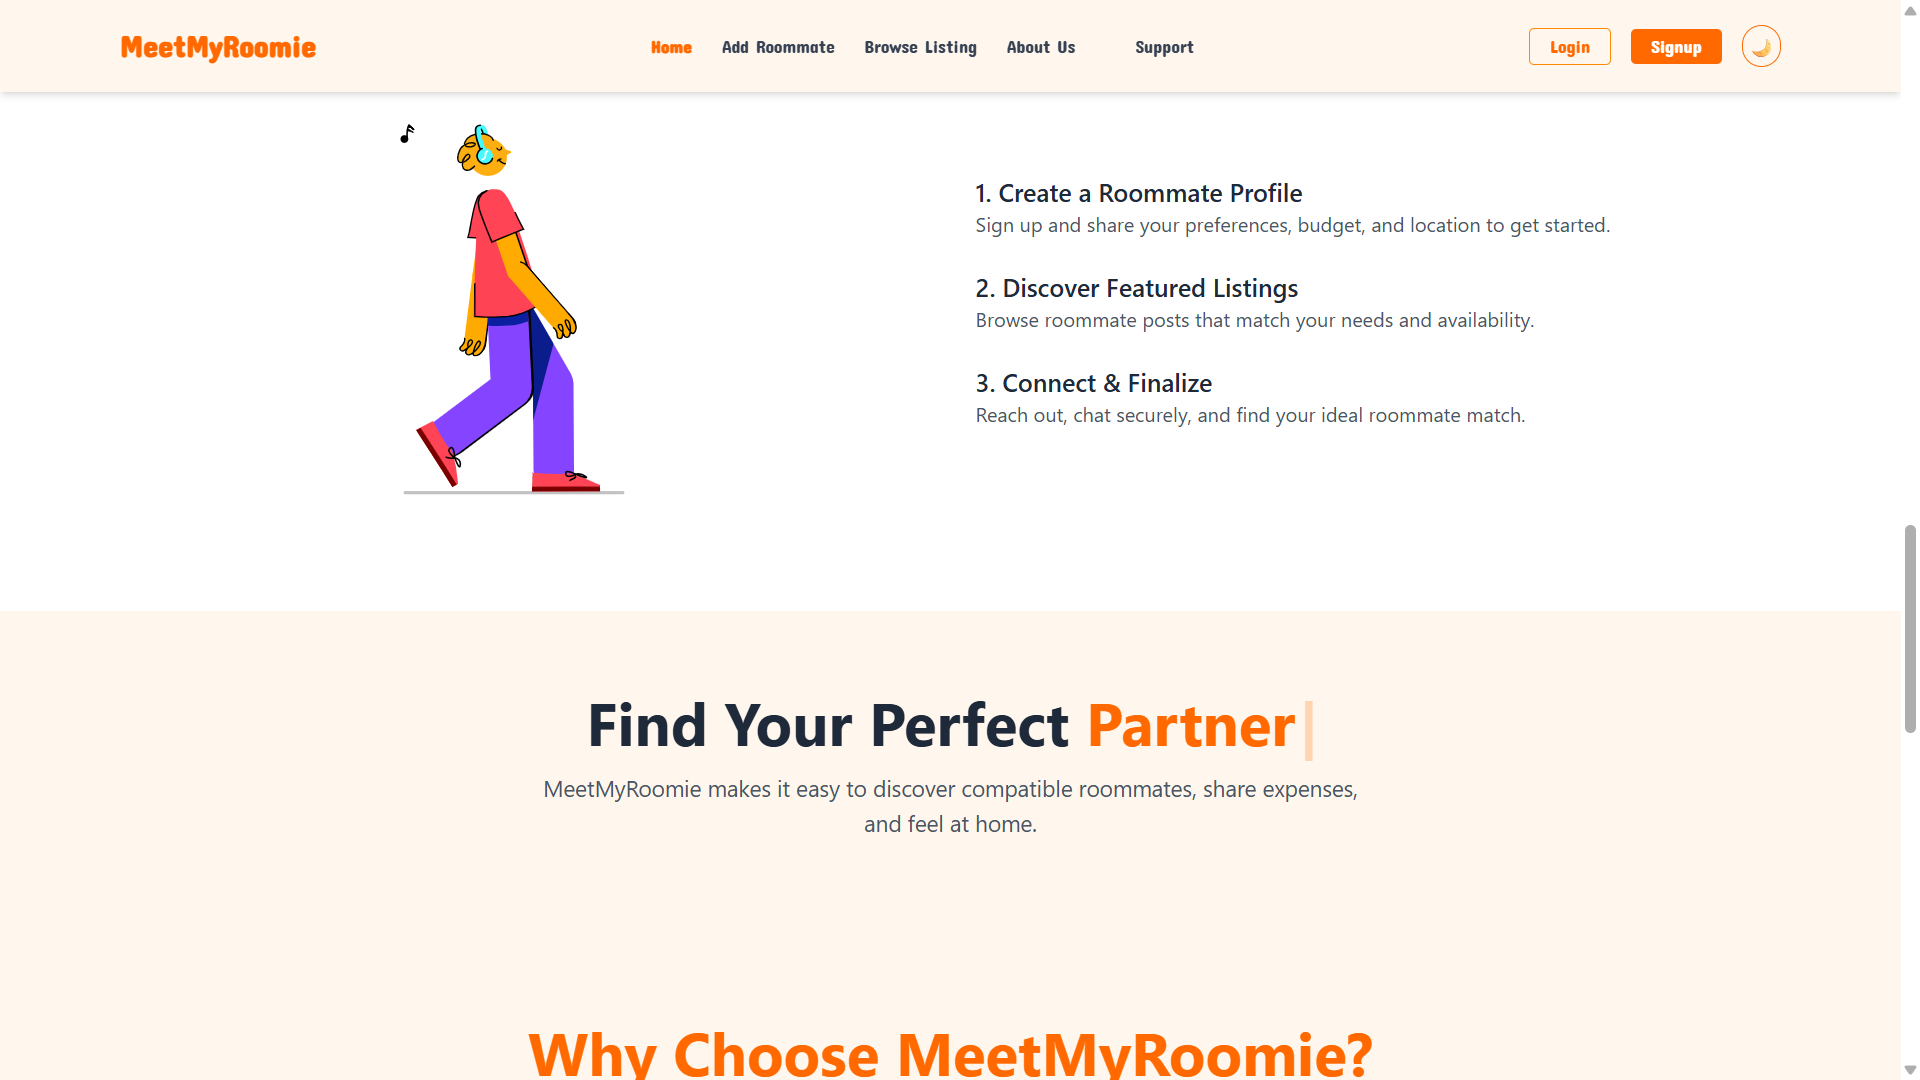 MeetMyRoomie
Home Add Roommate Browse Listing About Us Support
Login Signup
1. Create a Roommate Profile
Sign up and share your preferences, budget, and location to get started.
2. Discover Featured Listings
Browse roommate posts that match your needs and availability.
3. Connect & Finalize
Reach out, chat securely, and find your ideal roommate match.
Find Your Perfect Partner
MeetMyRoomie makes it easy to discover compatible roommates, share expenses,
and feel at home.
Why Choose MeetMyRoomie?